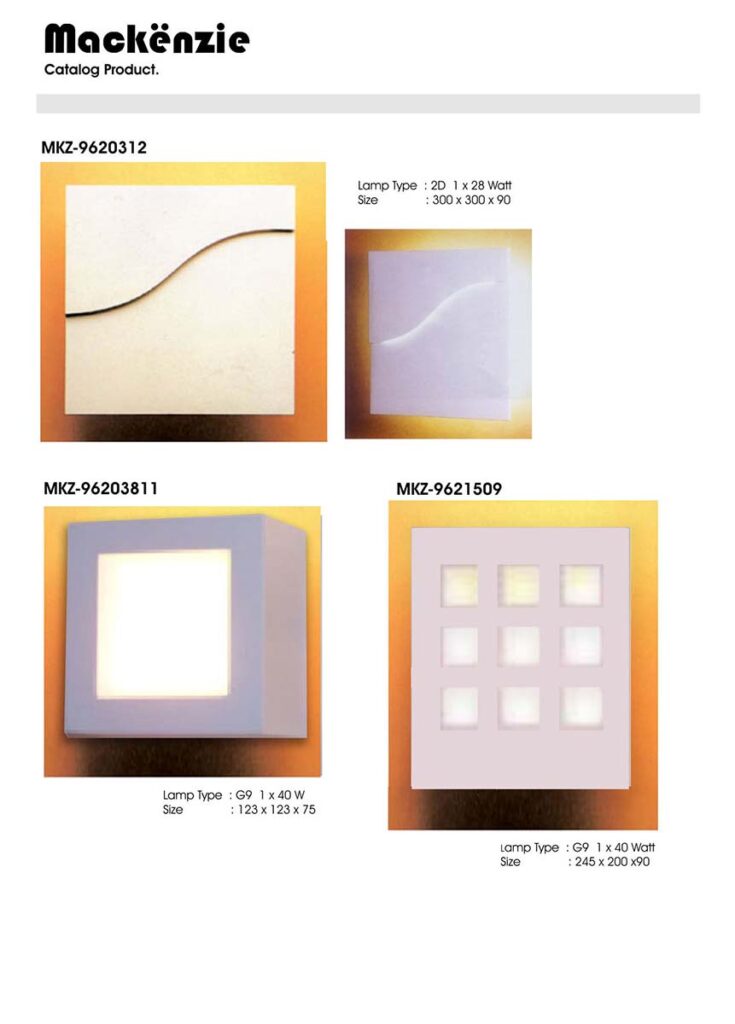 Mackënzie
Catalog Product.
MKZ-9620312
Lamp Type : 2D 1 x 28 Watt
Size : 300 x 300 x 90
MKZ-96203811
MKZ-9621509
Lamp Type : G9 1 x 40 W
Size : 123 x 123 x 75
Lamp Type : G9 1 x 40 Watt
Size : 245 x 200 x90